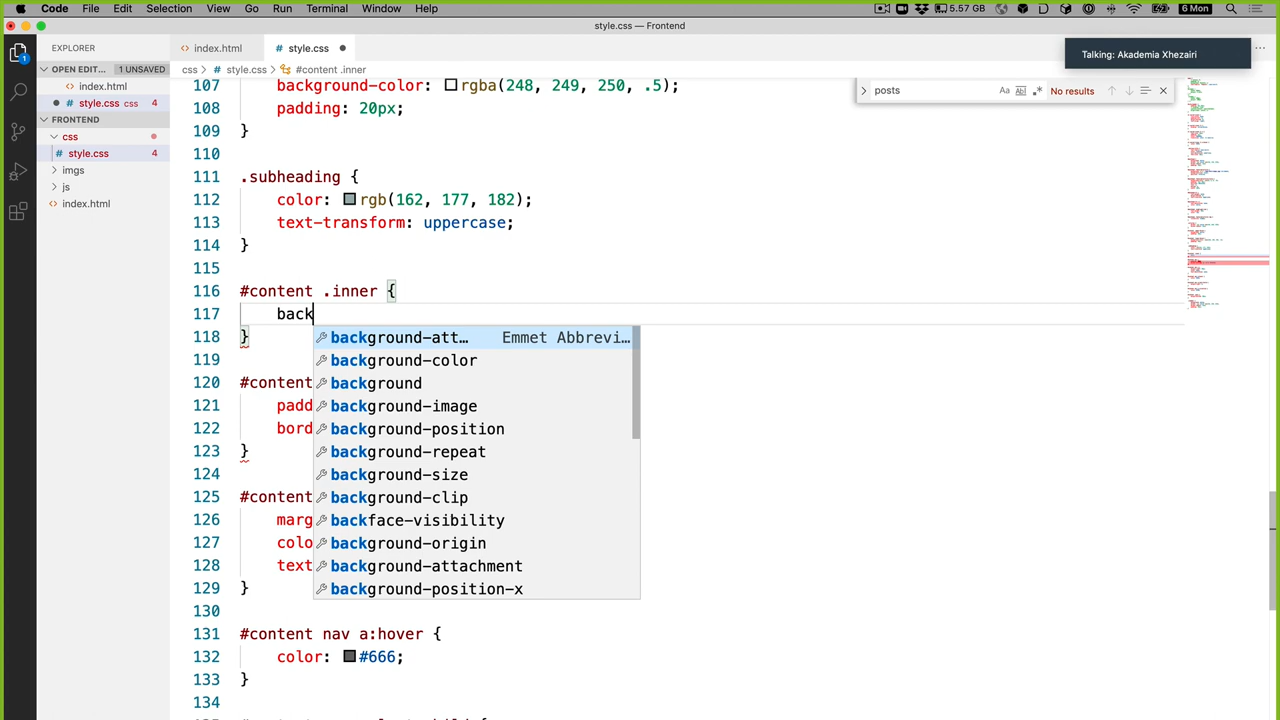 Code File Edit Selection View Go Run Terminal Window Help 5.57 GB 6 Mon
style.css — Frontend
EXPLORER
index.html
style.css
Talking: Akademia Xhezairi
OPEN EDIT... 1 UNSAVED
css > style.css > #content .inner
index.html
107 background-color: rgba(248, 249, 250, .5);
posts
No results
style.css css 4
108 padding: 20px;
FRONTEND
109 }
css
110
style.css 4
imgs
111 .subheading {
js
112 color: rgb(162, 177, 182);
index.html
113 text-transform: uppercase;
114 }
115
116 #content .inner {
117 back
118 }
background-att... Emmet Abbrevi...
119
background-color
120 #content
background
121 padd
background-image
122 bord
background-position
123 }
background-repeat
124
background-size
125 #content
background-clip
126 marg
backface-visibility
127 colo
background-origin
128 text
background-attachment
129 }
background-position-x
130
131 #content nav a:hover {
132 color: #666;
133 }
134